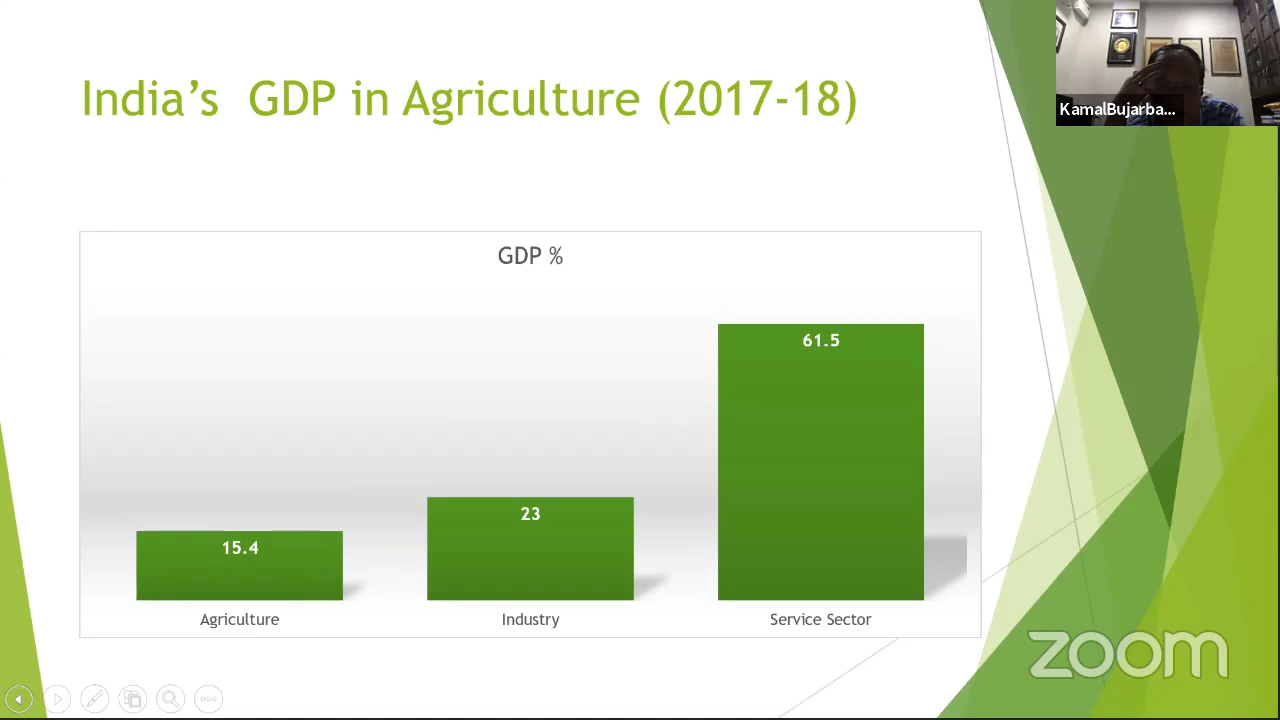 India's  GDP in Agriculture (2017-18)
KamalBujarba...
GDP %
61.5
23
15.4
Agriculture
Industry
Service Sector
zoom